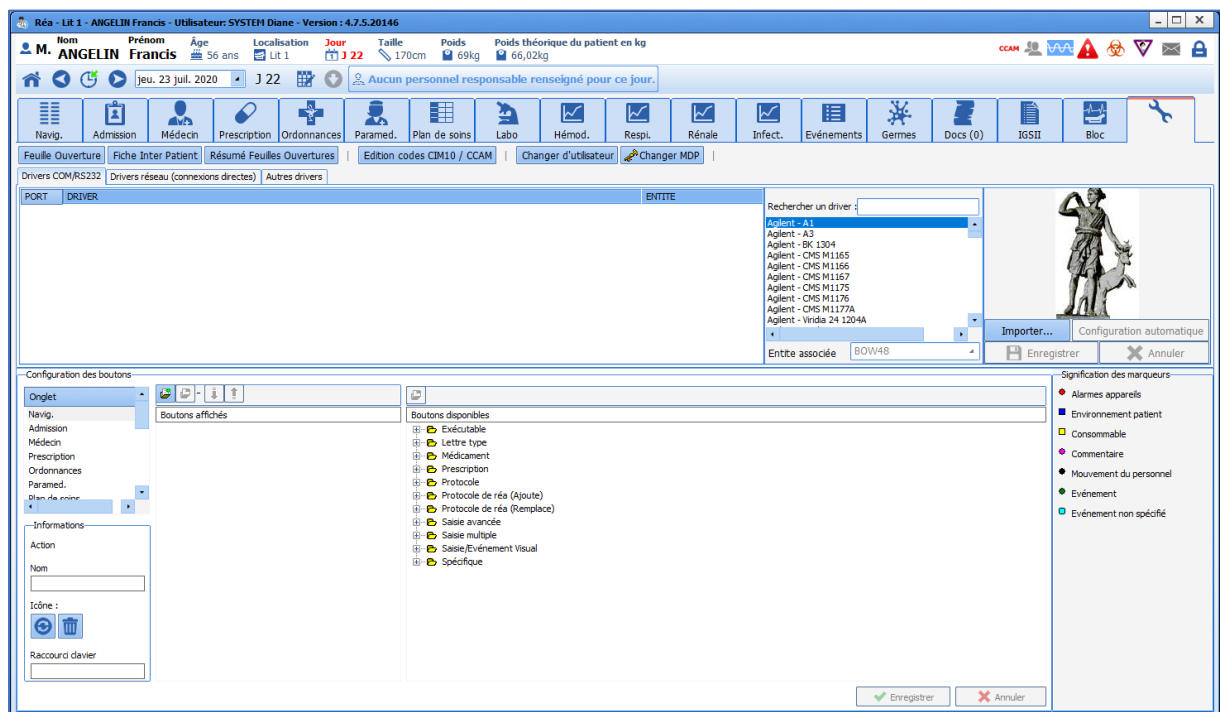 Réa - Lit 1 - ANGELIN Francis - Utilisateur: SYSTEM Diane - Version : 4.7.5.20146
Nom Prénom Âge Localisation Jour Taille Poids Poids théorique du patient en kg
M. ANGELIN Francis 56 ans Lit 1 J 22 170cm 69kg 66,02kg
CCAM
jeu. 23 juil. 2020 J 22 Aucun personnel responsable renseigné pour ce jour.
Navig. Admission Médecin Prescription Ordonnances Paramed. Plan de soins Labo Hémod. Respi. Rénale Infect. Evénements Germes Docs (0) IGSII Bloc
Feuille Ouverture Fiche Inter Patient Résumé Feuilles Ouvertures | Edition codes CIM10 / CCAM | Changer d'utilisateur Changer MDP |
Drivers COM/RS232 Drivers réseau (connexions directes) Autres drivers
PORT DRIVER ENTITE
Rechercher un driver :
Agilent - A1
Agilent - A3
Agilent - BK 1304
Agilent - CMS M1165
Agilent - CMS M1166
Agilent - CMS M1167
Agilent - CMS M1175
Agilent - CMS M1176
Agilent - CMS M1177A
Agilent - Viridia 24 1204A
Entite associée BOW48
Importer... Configuration automatique
Enregistrer Annuler
Configuration des boutons
Onglet
Navig.
Admission
Médecin
Prescription
Ordonnances
Paramed.
Plan de soins
Informations
Action
Nom
Icône :
Raccourci clavier
Boutons affichés
Boutons disponibles
Exécutable
Lettre type
Médicament
Prescription
Protocole
Protocole de réa (Ajoute)
Protocole de réa (Remplace)
Saisie avancée
Saisie multiple
Saisie/Evénement Visual
Spécifique
Enregistrer Annuler
Signification des marqueurs
Alarmes appareils
Environnement patient
Consommable
Commentaire
Mouvement du personnel
Evénement
Evénement non spécifié